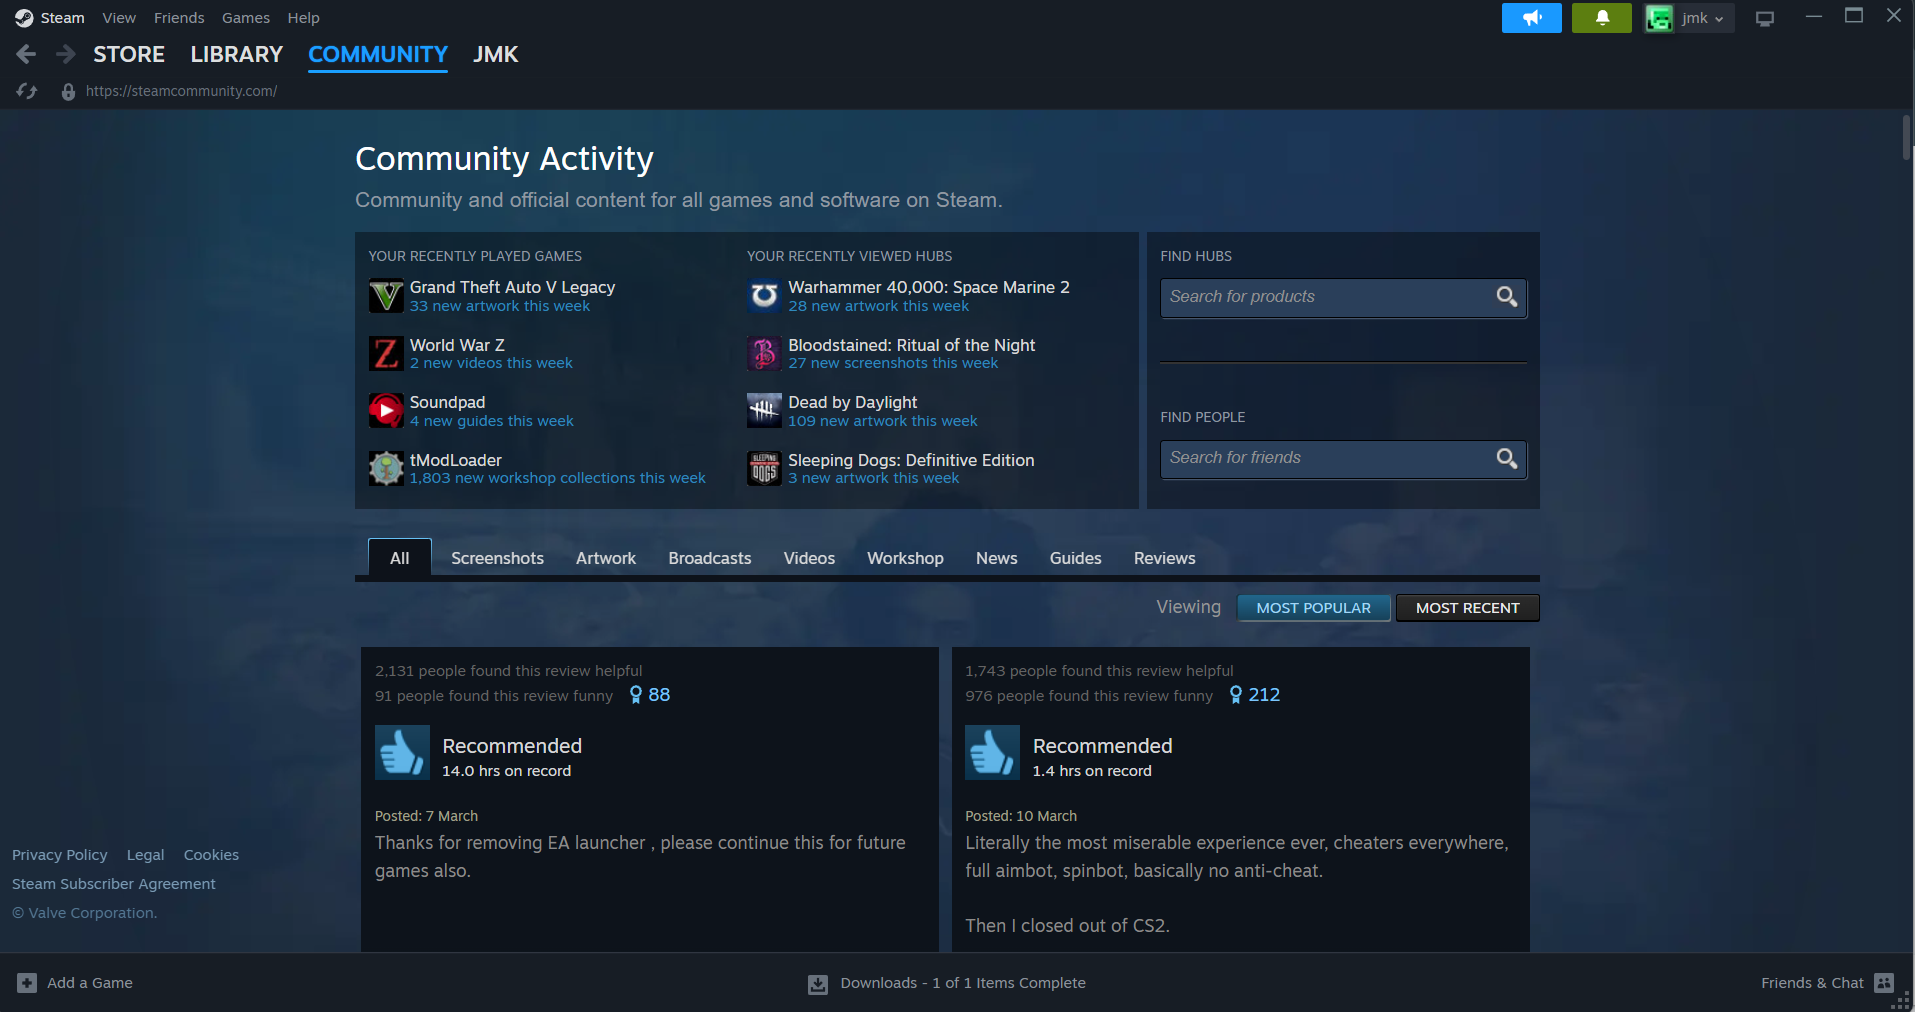 Steam View Friends Games Help
jmk
STORE LIBRARY COMMUNITY JMK
https://steamcommunity.com/
Community Activity
Community and official content for all games and software on Steam.
YOUR RECENTLY PLAYED GAMES
Grand Theft Auto V Legacy
33 new artwork this week
World War Z
2 new videos this week
Soundpad
4 new guides this week
tModLoader
1,803 new workshop collections this week
YOUR RECENTLY VIEWED HUBS
Warhammer 40,000: Space Marine 2
28 new artwork this week
Bloodstained: Ritual of the Night
27 new screenshots this week
Dead by Daylight
109 new artwork this week
SLEEPING
DOGS
Sleeping Dogs: Definitive Edition
3 new artwork this week
FIND HUBS
Search for products
FIND PEOPLE
Search for friends
All Screenshots Artwork Broadcasts Videos Workshop News Guides Reviews
Viewing MOST POPULAR MOST RECENT
2,131 people found this review helpful
91 people found this review funny 88
Recommended
14.0 hrs on record
Posted: 7 March
Thanks for removing EA launcher , please continue this for future
games also.
1,743 people found this review helpful
976 people found this review funny 212
Recommended
1.4 hrs on record
Posted: 10 March
Literally the most miserable experience ever, cheaters everywhere,
full aimbot, spinbot, basically no anti-cheat.
Then I closed out of CS2.
Privacy Policy Legal Cookies
Steam Subscriber Agreement
© Valve Corporation.
Add a Game
Downloads - 1 of 1 Items Complete
Friends & Chat